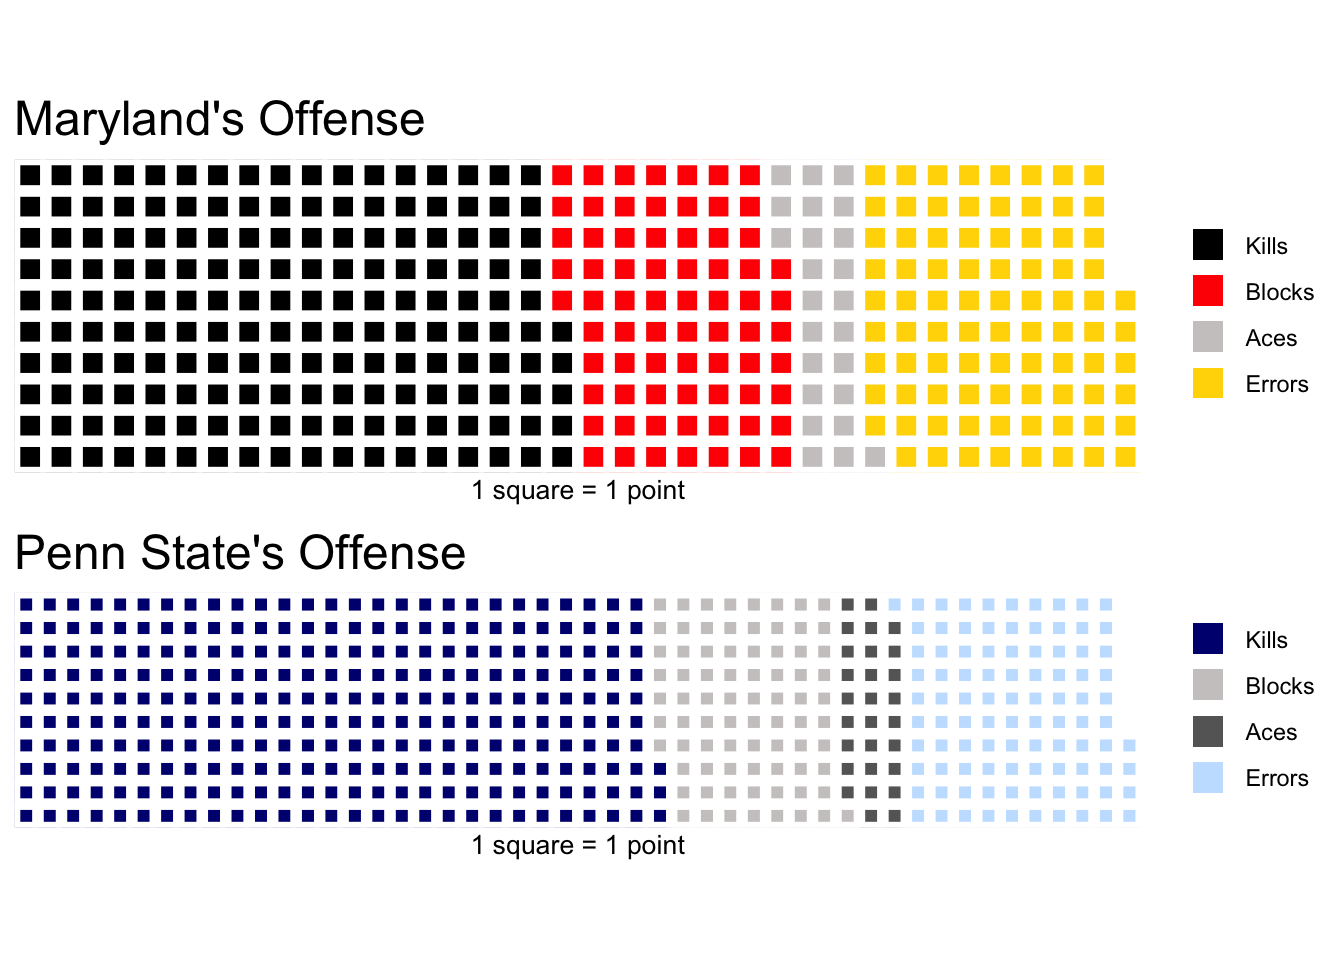 Maryland's Offense
Kills
Blocks
Aces
Errors
1 square = 1 point
Penn State's Offense
Kills
Blocks
Aces
Errors
1 square = 1 point